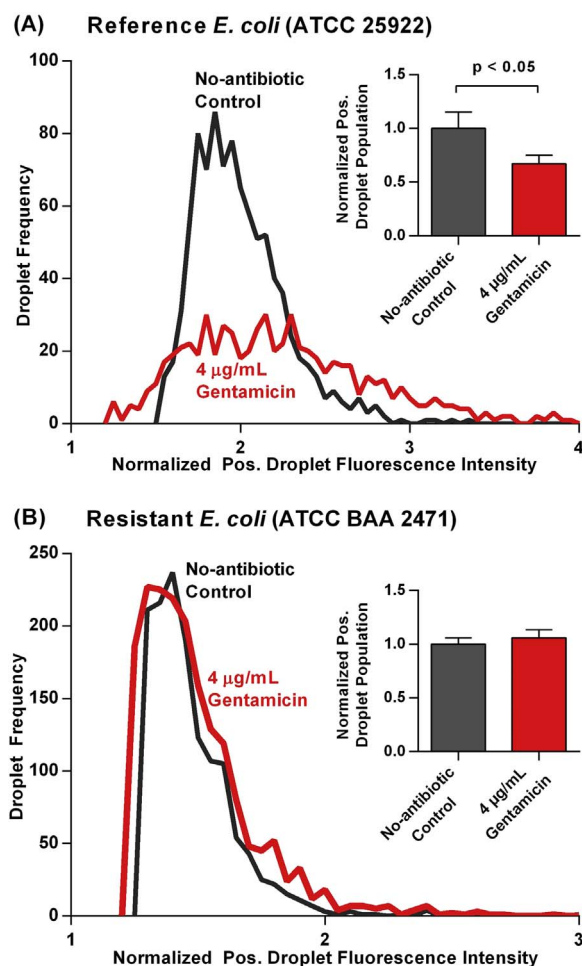 (A) Reference E. coli (ATCC 25922)
Droplet Frequency
100
80
60
40
20
0
1
2
3
4
Normalized Pos. Droplet Fluorescence Intensity
No-antibiotic
Control
4 µg/mL
Gentamicin
p < 0.05
Normalized Pos.
Droplet Population
1.5
1.0
0.5
0.0
No-antibiotic
Control
4 µg/mL
Gentamicin
(B) Resistant E. coli (ATCC BAA 2471)
Droplet Frequency
250
200
150
100
50
0
1
2
3
Normalized Pos. Droplet Fluorescence Intensity
No-antibiotic
Control
4 µg/mL
Gentamicin
Normalized Pos.
Droplet Population
1.5
1.0
0.5
0.0
No-antibiotic
Control
4 µg/mL
Gentamicin